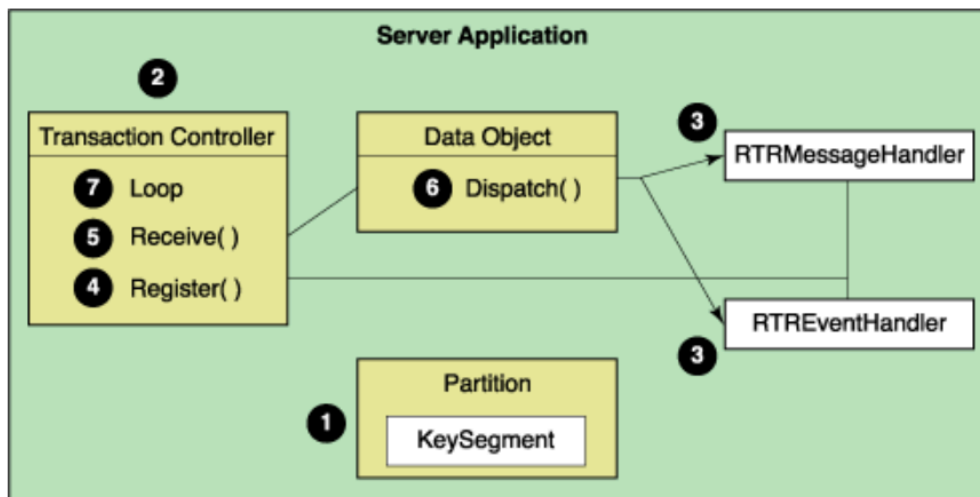 Server Application
2
Transaction Controller
7 Loop
5 Receive( )
4 Register( )
Data Object
6 Dispatch( )
3
RTRMessageHandler
RTREventHandler
3
Partition
1
KeySegment